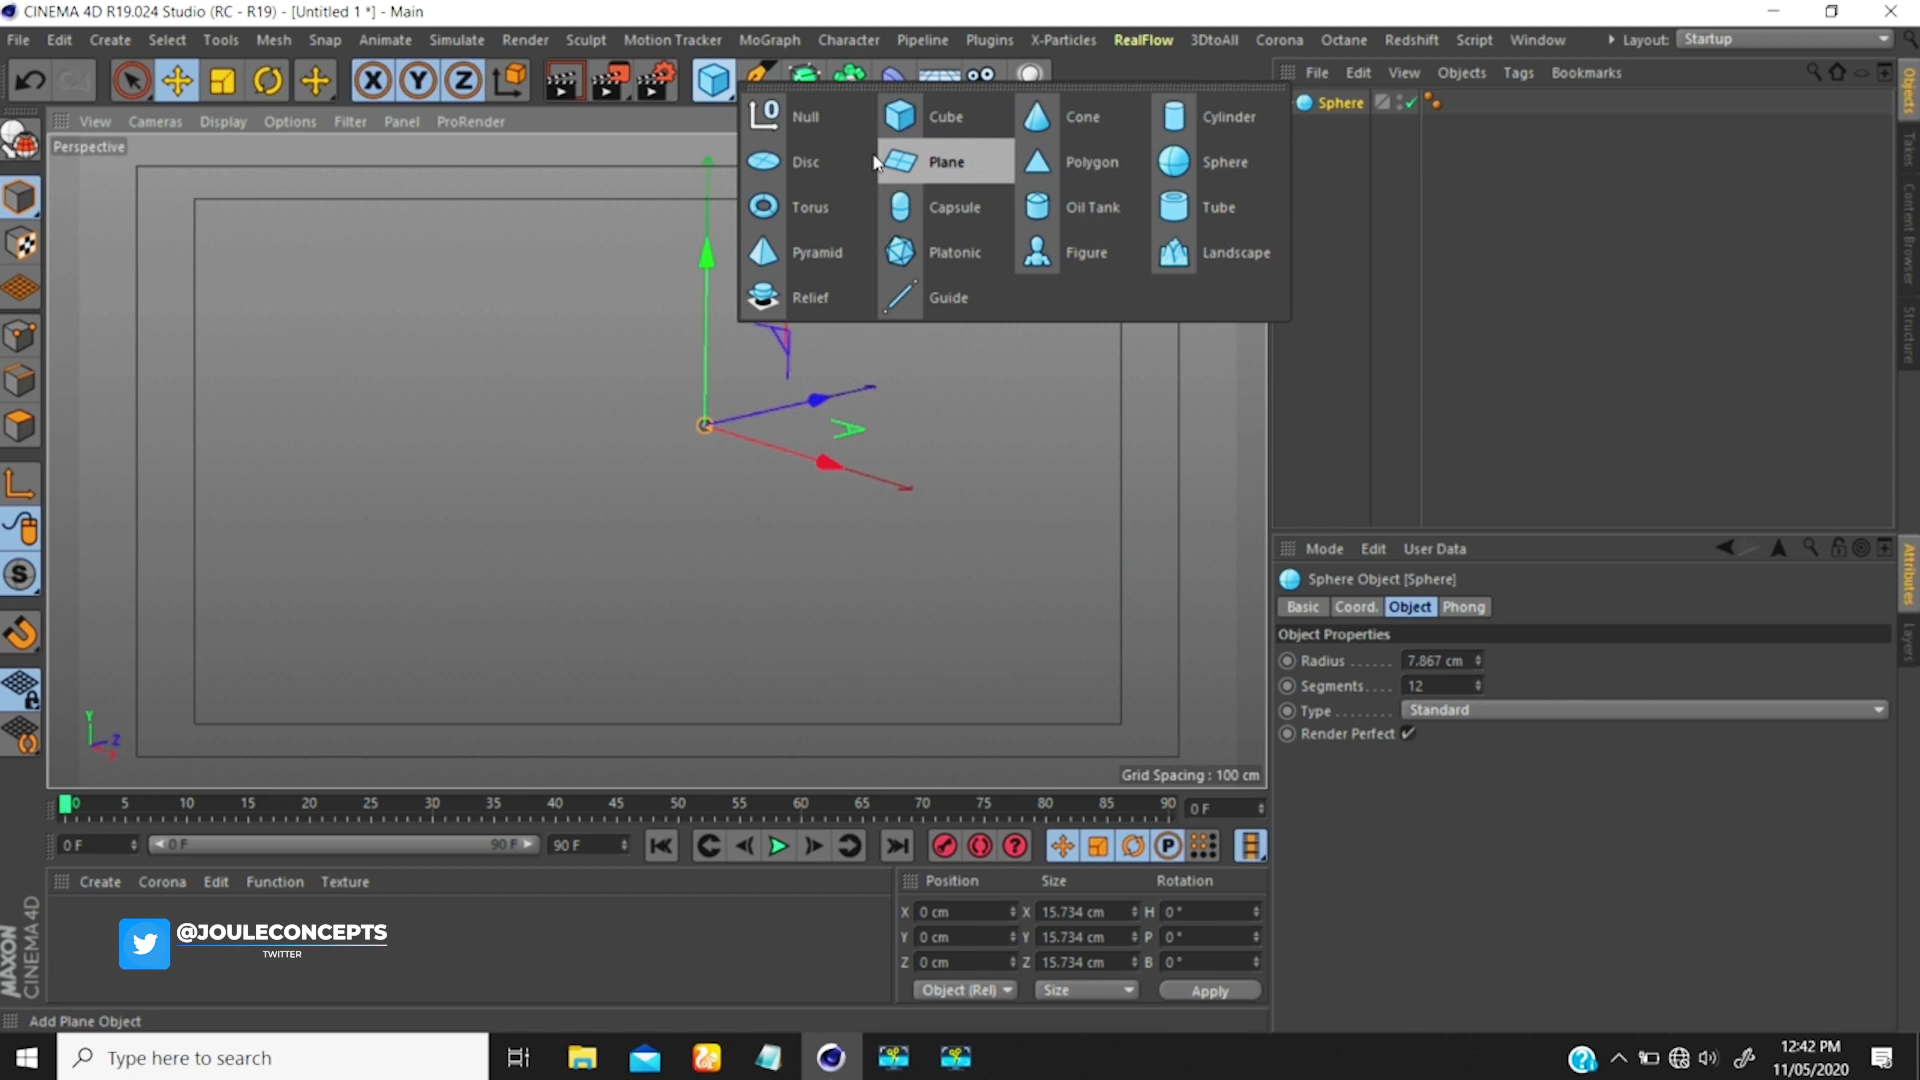 CINEMA 4D R19.024 Studio (RC - R19) - [Untitled 1 *] - Main
File Edit Create Select Tools Mesh Snap Animate Simulate Render Sculpt Motion Tracker MoGraph Character Pipeline Plugins X-Particles RealFlow 3DtoAll Corona Octane Redshift Script Window Layout: Startup
X Y Z
File Edit View Objects Tags Bookmarks
View Cameras Display Options Filter Panel ProRender
Perspective
Null Cube Cone Cylinder
Disc Plane Polygon Sphere
Torus Capsule Oil Tank Tube
Pyramid Platonic Figure Landscape
Relief Guide
Sphere
Objects
Takes
Content Browser
Structure
Y Z X
Grid Spacing : 100 cm
Mode Edit User Data
Sphere Object [Sphere]
Basic Coord. Object Phong
Object Properties
Radius ...... 7.867 cm
Segments.... 12
Type ........ Standard
Render Perfect
Attributes
Layers
0 5 10 15 20 25 30 35 40 45 50 55 60 65 70 75 80 85 90 0 F
0 F 0 F 90 F 90 F
P
Create Corona Edit Function Texture
Position Size Rotation
X 0 cm X 15.734 cm H 0 °
Y 0 cm Y 15.734 cm P 0 °
Z 0 cm Z 15.734 cm B 0 °
Object (Rel) Size Apply
@JOULECONCEPTS
TWITTER
MAXON
CINEMA 4D
Add Plane Object
Type here to search
12:42 PM
11/05/2020